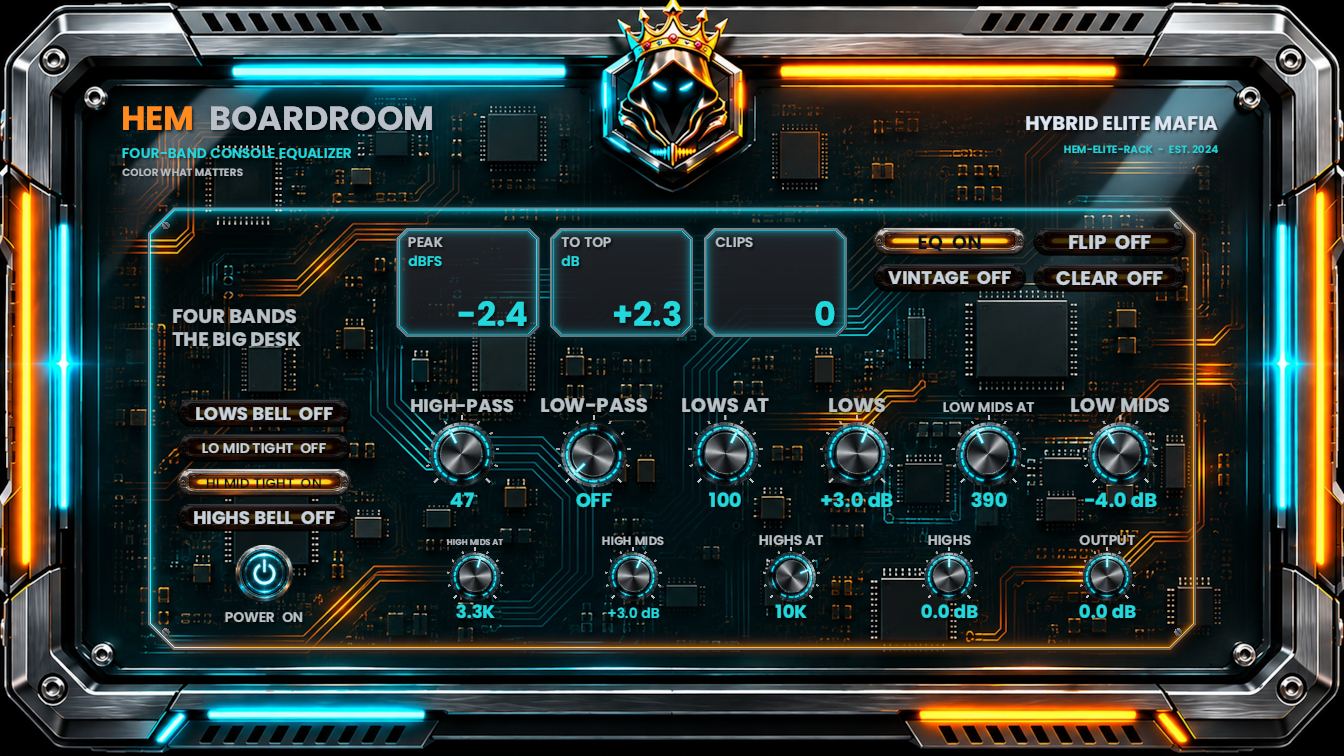 HEM BOARDROOM
FOUR-BAND CONSOLE EQUALIZER
COLOR WHAT MATTERS
HYBRID ELITE MAFIA
HEM-ELITE-RACK - EST. 2024
PEAK
dBFS
-2.4
TO TOP
dB
+2.3
CLIPS
0
EQ ON
FLIP OFF
VINTAGE OFF
CLEAR OFF
FOUR BANDS
THE BIG DESK
LOWS BELL OFF
LO MID TIGHT OFF
HI MID TIGHT ON
HIGHS BELL OFF
POWER ON
HIGH-PASS
47
LOW-PASS
OFF
LOWS AT
100
LOWS
+3.0 dB
LOW MIDS AT
390
LOW MIDS
-4.0 dB
HIGH MIDS AT
3.3K
HIGH MIDS
+3.0 dB
HIGHS AT
10K
HIGHS
0.0 dB
OUTPUT
0.0 dB